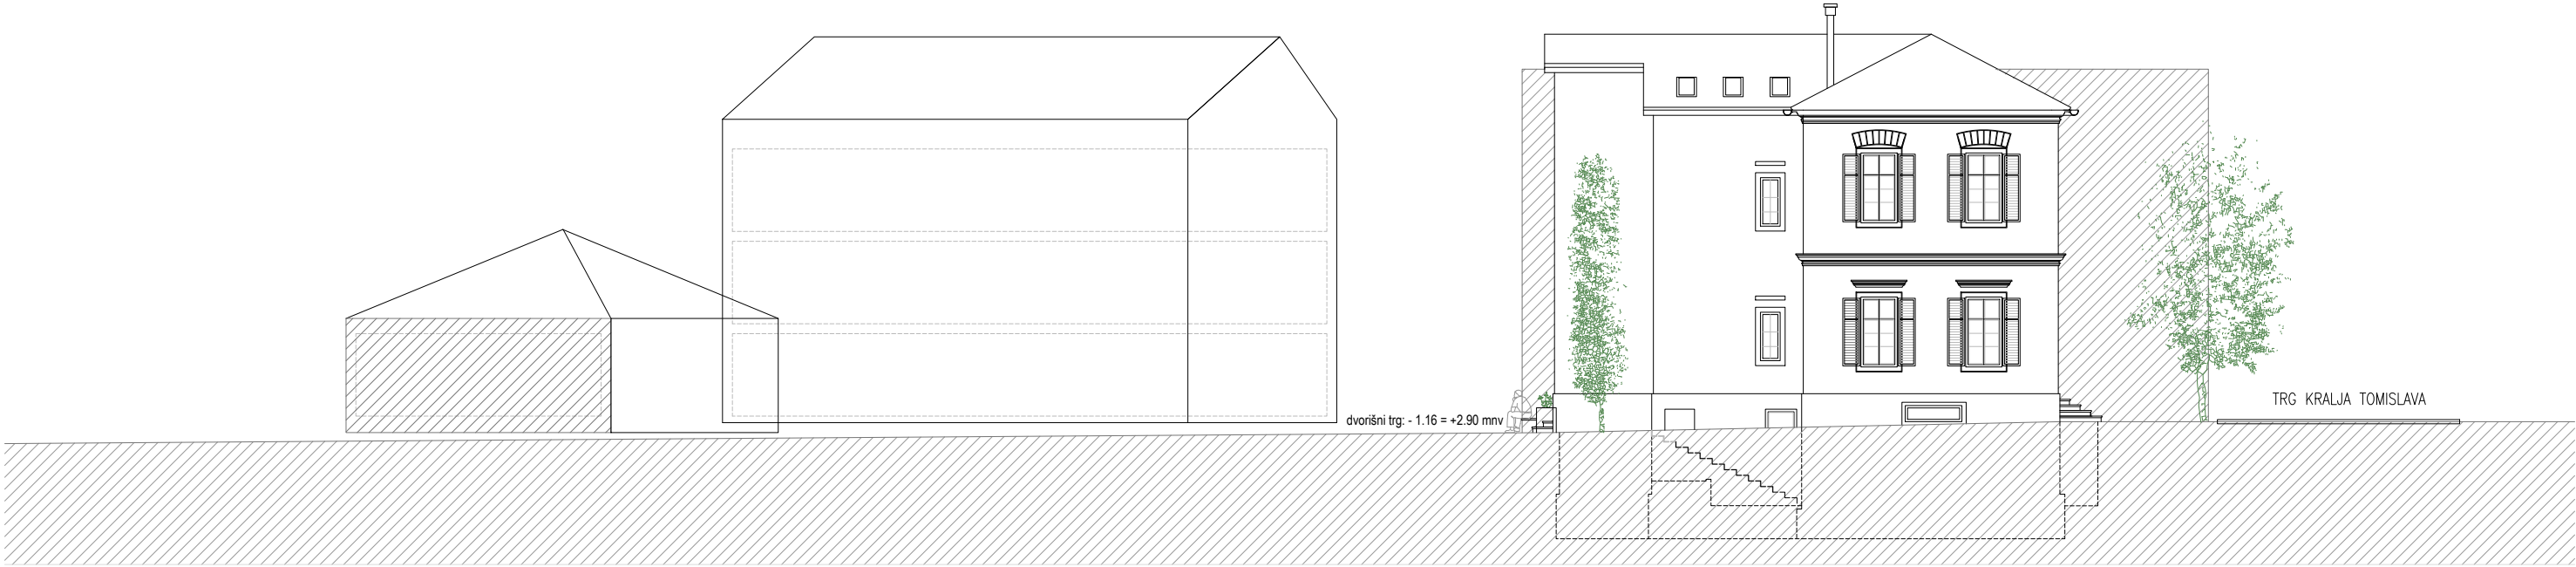 dvorišni trg: - 1.16 = +2.90 mnv
TRG KRALJA TOMISLAVA